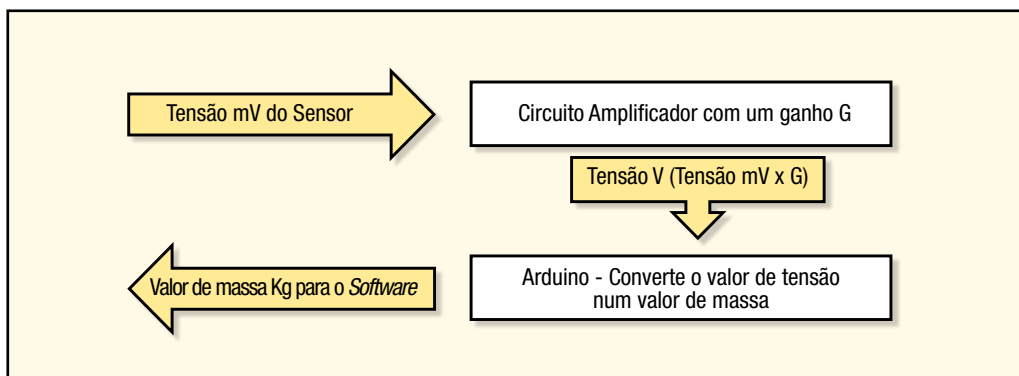 Tensão mV do Sensor
Circuito Amplificador com um ganho G
Tensão V (Tensão mV x G)
Valor de massa Kg para o Software
Arduino - Converte o valor de tensão
num valor de massa